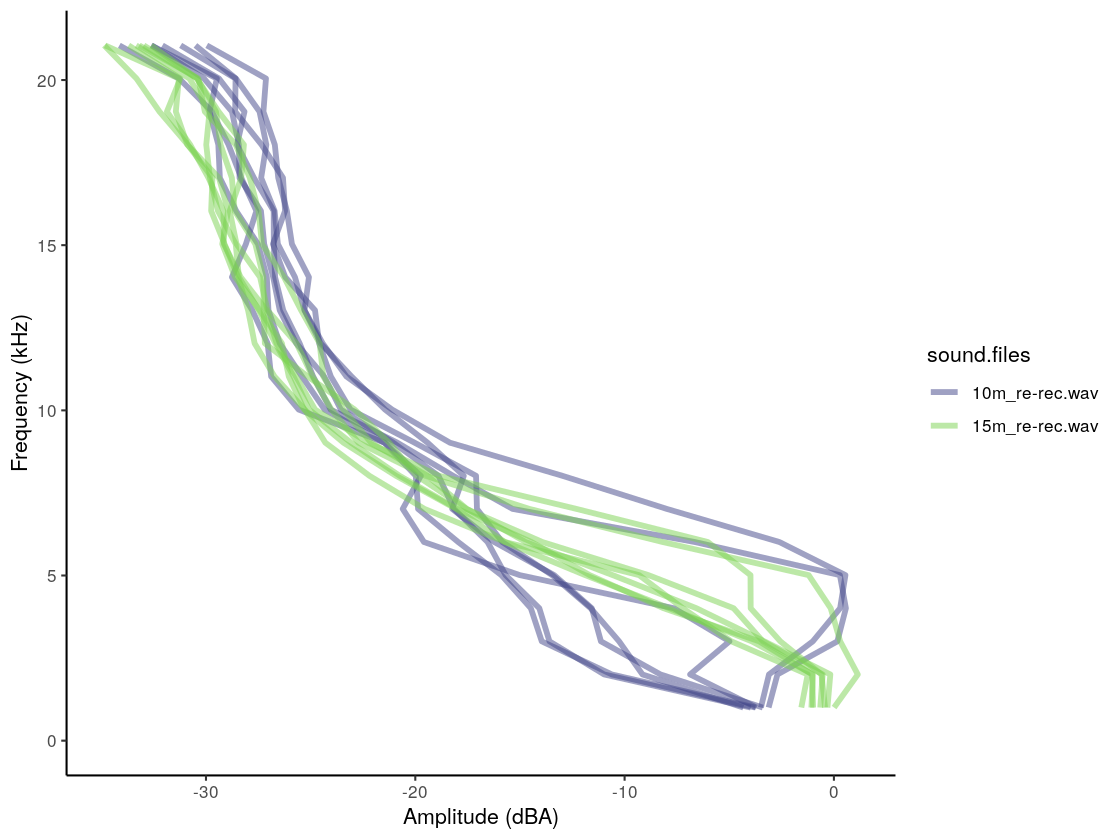 20
15
10
5
0
Frequency (kHz)
-30
-20
-10
0
Amplitude (dBA)
sound.files
10m_re-rec.wav
15m_re-rec.wav